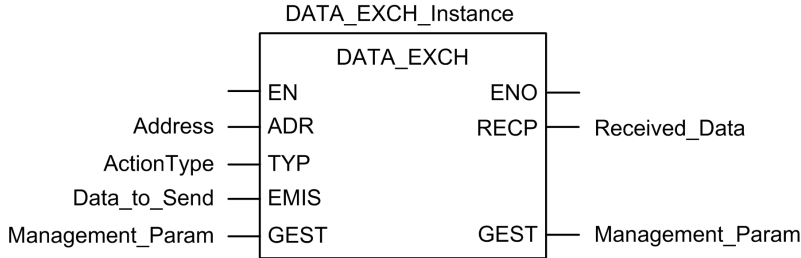 DATA_EXCH_Instance
DATA_EXCH
EN ENO
Address ADR RECP Received_Data
ActionType TYP
Data_to_Send EMIS
Management_Param GEST GEST Management_Param